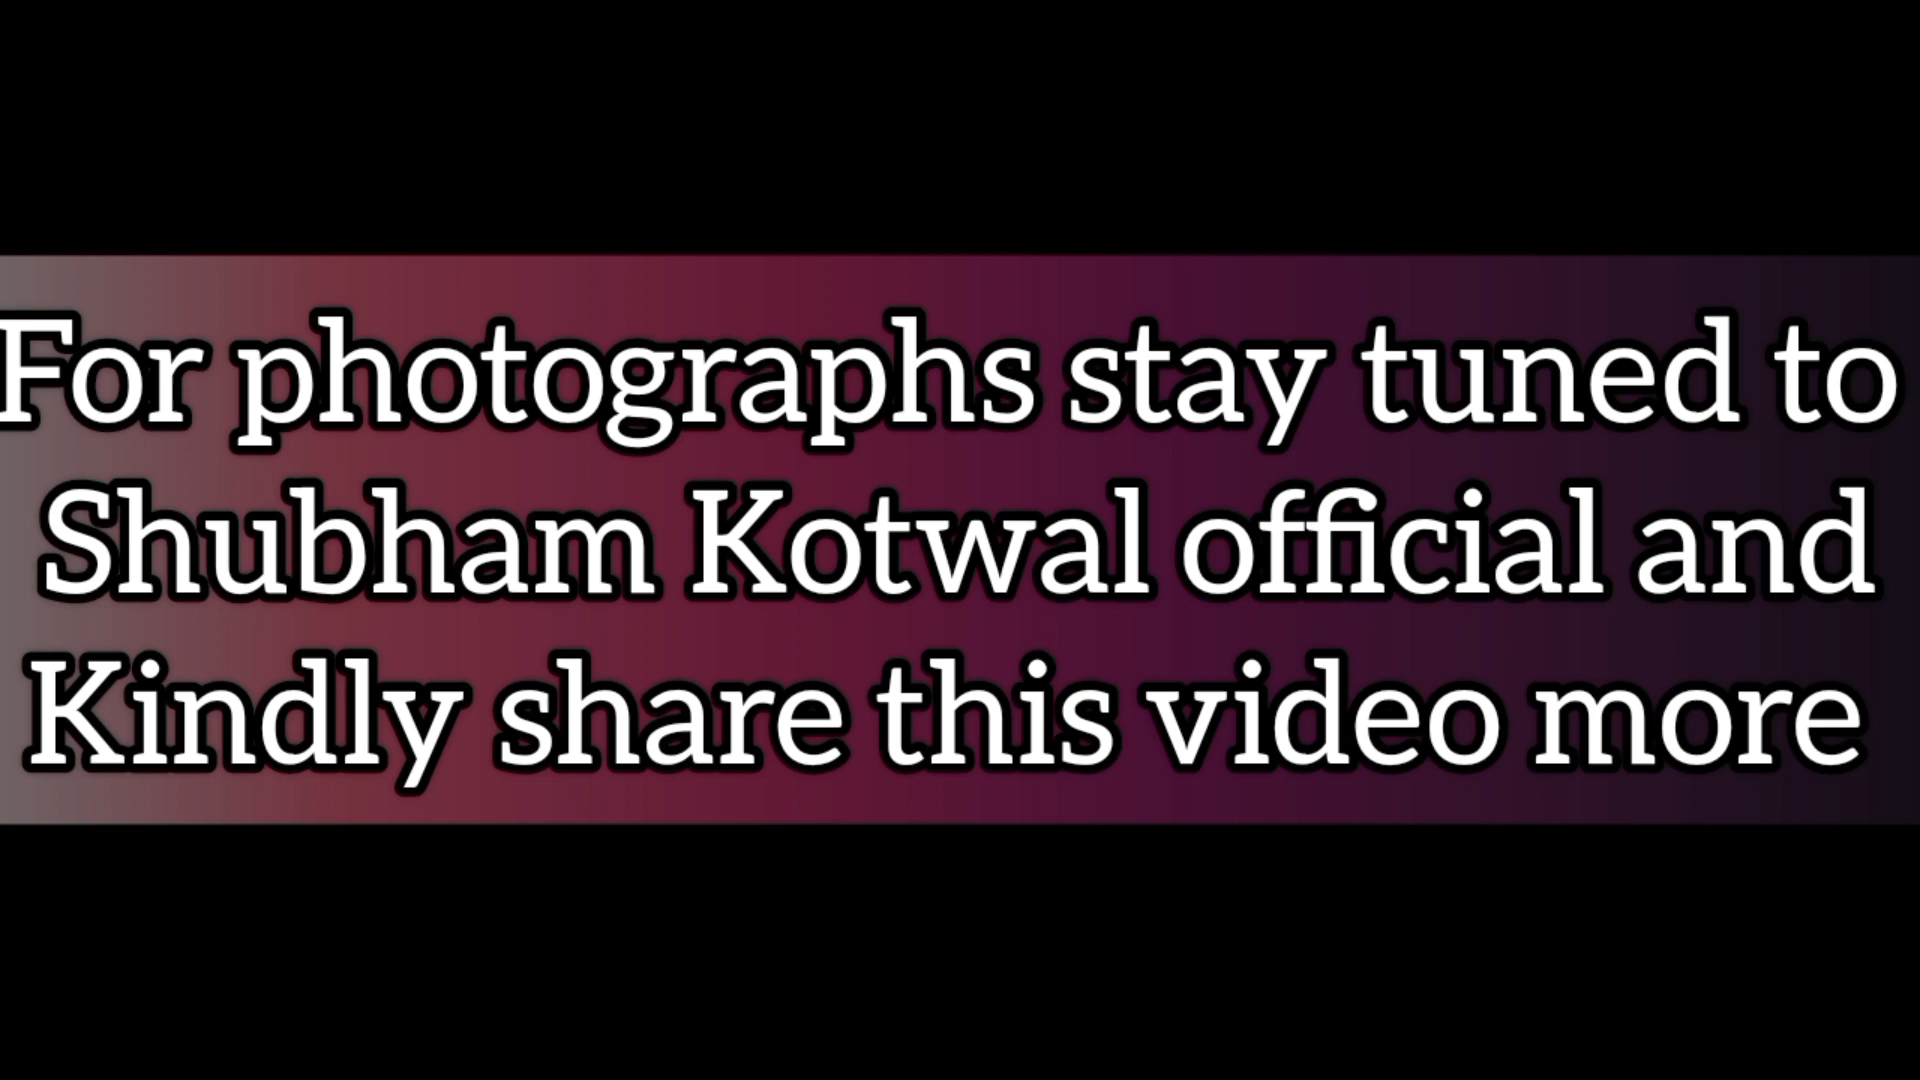 For photographs stay tuned to
Shubham Kotwal official and
Kindly share this video more